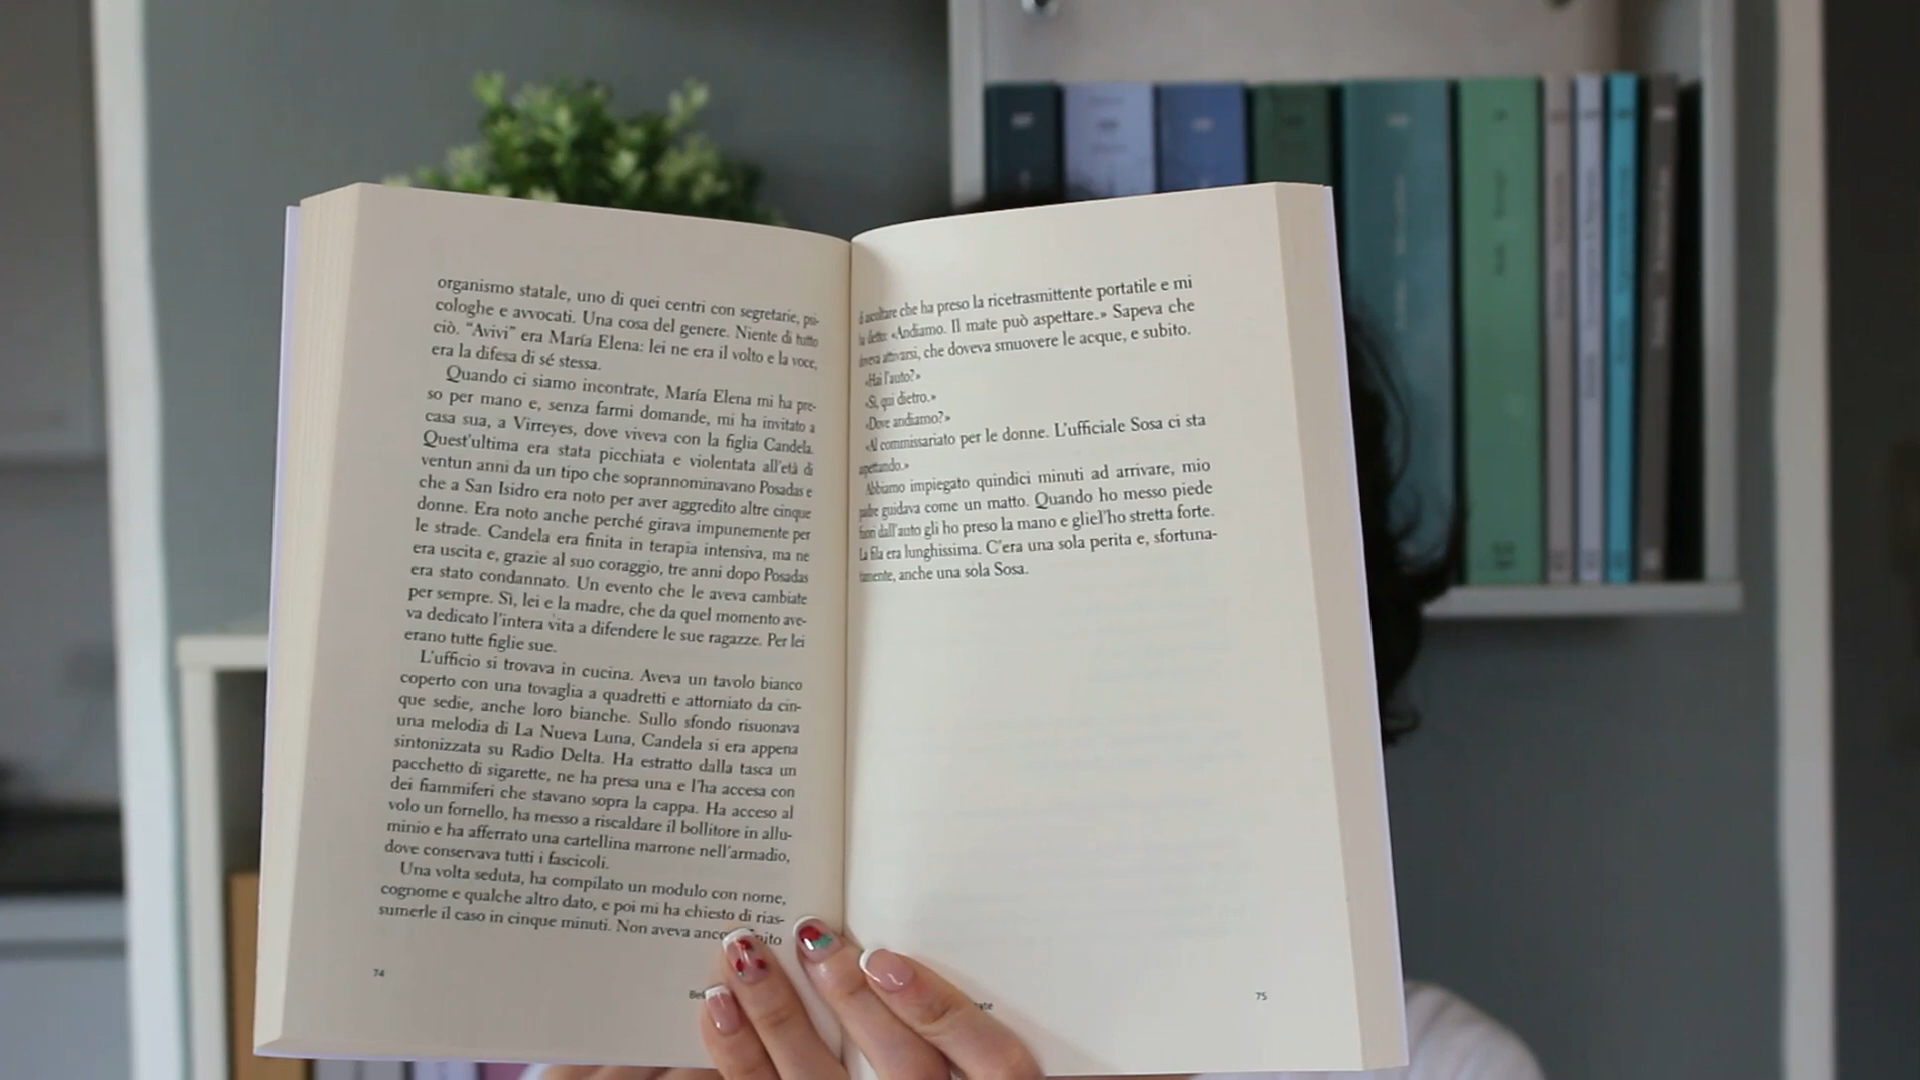 organismo statale, uno di quei centri con segretarie, psi-
cologhe e avvocati. Una cosa del genere. Niente di tutto
ciò. "Avivi" era María Elena: lei ne era il volto e la voce,
era la difesa di sé stessa.
Quando ci siamo incontrate, María Elena mi ha pre-
so per mano e, senza farmi domande, mi ha invitato a
casa sua, a Virreyes, dove viveva con la figlia Candela.
Quest'ultima era stata picchiata e violentata all'età di
ventun anni da un tipo che soprannominavano Posadas e
che a San Isidro era noto per aver aggredito altre cinque
donne. Era noto anche perché girava impunemente per
le strade. Candela era finita in terapia intensiva, ma ne
era uscita e, grazie al suo coraggio, tre anni dopo Posadas
era stato condannato. Un evento che le aveva cambiate
per sempre. Sì, lei e la madre, che da quel momento ave-
va dedicato l'intera vita a difendere le sue ragazze. Per lei
erano tutte figlie sue.
L'ufficio si trovava in cucina. Aveva un tavolo bianco
coperto con una tovaglia a quadretti e attorniato da cin-
que sedie, anche loro bianche. Sullo sfondo risuonava
una melodia di La Nueva Luna, Candela si era appena
sintonizzata su Radio Delta. Ha estratto dalla tasca un
pacchetto di sigarette, ne ha presa una e l'ha accesa con
dei fiammiferi che stavano sopra la cappa. Ha acceso al
volo un fornello, ha messo a riscaldare il bollitore in allu-
minio e ha afferrato una cartellina marrone nell'armadio,
dove conservava tutti i fascicoli.
Una volta seduta, ha compilato un modulo con nome,
cognome e qualche altro dato, e poi mi ha chiesto di rias-
sumerle il caso in cinque minuti. Non aveva
74
di ascoltare che ha preso la ricetrasmittente portatile e mi
ha detto: «Andiamo. Il mate può aspettare.» Sapeva che
doveva attivarsi, che doveva smuovere le acque, e subito.
«Hai l'auto?»
«Sì, qui dietro.»
«Dove andiamo?»
«Al commissariato per le donne. L'ufficiale Sosa ci sta
aspettando.»
Abbiamo impiegato quindici minuti ad arrivare, mio
padre guidava come un matto. Quando ho messo piede
fuori dall'auto gli ho preso la mano e gliel'ho stretta forte.
La fila era lunghissima. C'era una sola perita e, sfortuna-
tamente, anche una sola Sosa.
75